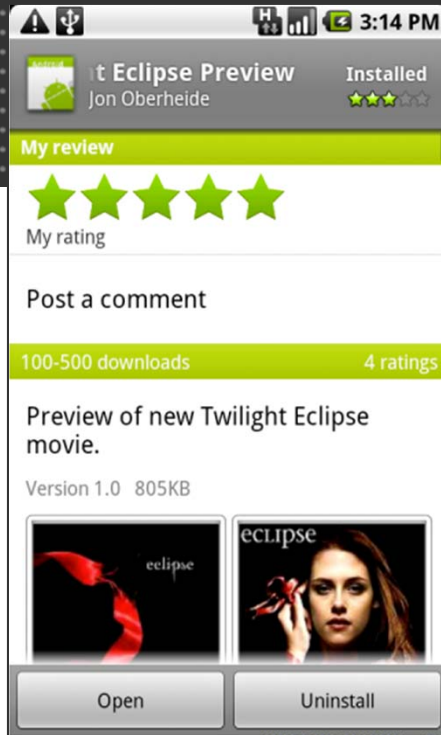 H 3:14 PM
Android
t Eclipse Preview
Installed
Jon Oberheide
My review
My rating
Post a comment
100-500 downloads 4 ratings
Preview of new Twilight Eclipse
movie.
Version 1.0 805KB
eclipse
eclipse
Open Uninstall